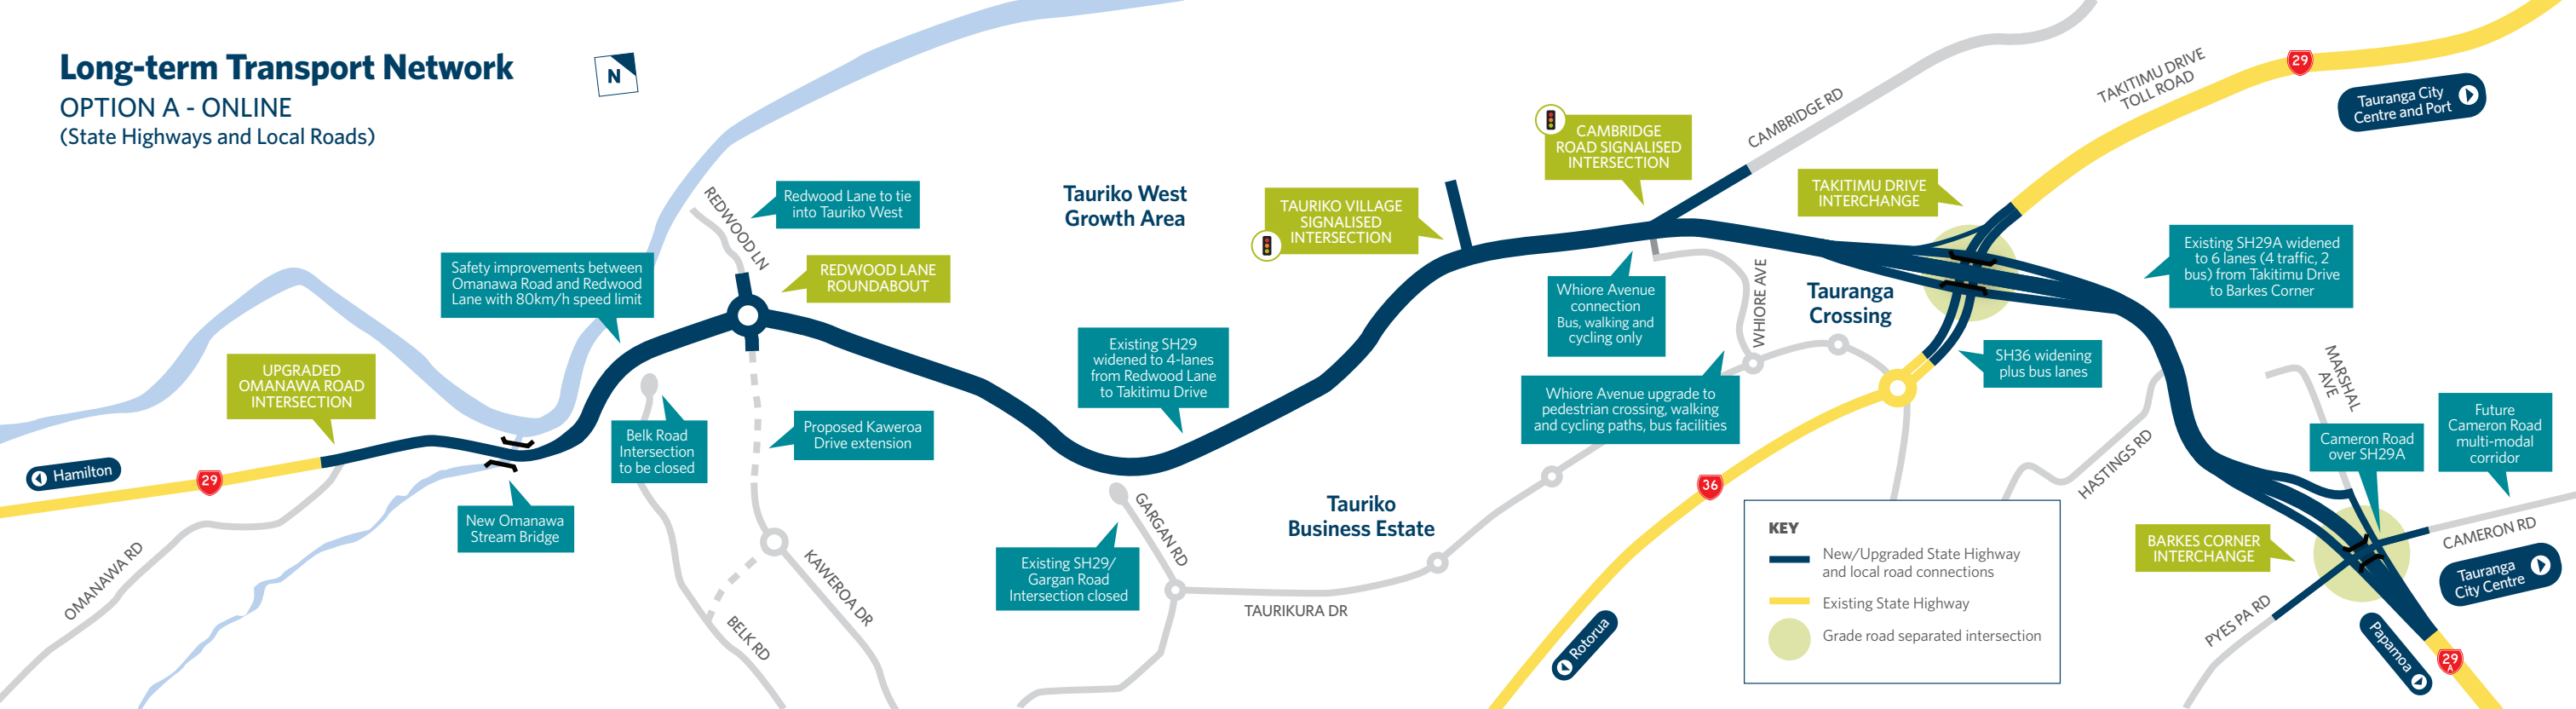 Long-term Transport Network
OPTION A - ONLINE
(State Highways and Local Roads)
N
Hamilton
29
UPGRADED
OMANAWA ROAD
INTERSECTION
OMANAWA RD
Safety improvements between
Omanawa Road and Redwood
Lane with 80km/h speed limit
New Omanawa
Stream Bridge
REDWOOD LN
Redwood Lane to tie
into Tauriko West
REDWOOD LANE
ROUNDABOUT
Belk Road
Intersection
to be closed
Proposed Kaweroa
Drive extension
KAWEROA DR
BELK RD
Tauriko West
Growth Area
Existing SH29
widened to 4-lanes
from Redwood Lane
to Takitimu Drive
GARGAN RD
Existing SH29/
Gargan Road
Intersection closed
TAURIKURA DR
Tauriko
Business Estate
TAURIKO VILLAGE
SIGNALISED
INTERSECTION
CAMBRIDGE
ROAD SIGNALISED
INTERSECTION
CAMBRIDGE RD
Whiore Avenue
connection
Bus, walking and
cycling only
WHIORE AVE
Whiore Avenue upgrade to
pedestrian crossing, walking
and cycling paths, bus facilities
Tauranga
Crossing
TAKITIMU DRIVE
INTERCHANGE
TAKITIMU DRIVE
TOLL ROAD
29
Tauranga City
Centre and Port
Existing SH29A widened
to 6 lanes (4 traffic, 2
bus) from Takitimu Drive
to Barkes Corner
SH36 widening
plus bus lanes
36
Rotorua
HASTINGS RD
MARSHAL
AVE
Cameron Road
over SH29A
Future
Cameron Road
multi-modal
corridor
BARKES CORNER
INTERCHANGE
CAMERON RD
Tauranga
City Centre
PYES PA RD
Papamoa
29
A
KEY
New/Upgraded State Highway
and local road connections
Existing State Highway
Grade road separated intersection